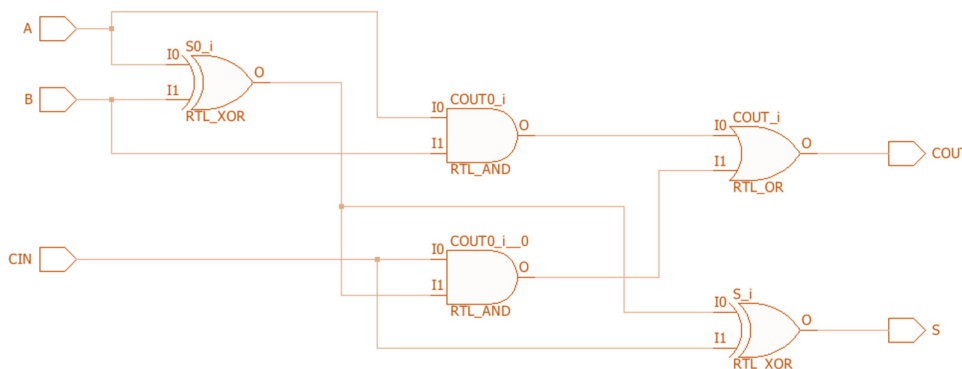 A
S0_i
I0
O
B
I1
RTL_XOR
COUT0_i
I0
O
I1
RTL_AND
COUT_i
I0
O
COUT
I1
RTL_OR
CIN
COUT0_i__0
I0
O
I1
RTL_AND
S_i
I0
O
S
I1
RTL_XOR